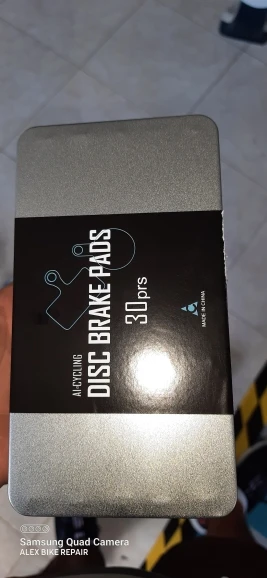 AI-CYCLING
DISC BRAKE PADS
30prs
MADE IN CHINA
Samsung Quad Camera
ALEX BIKE REPAIR